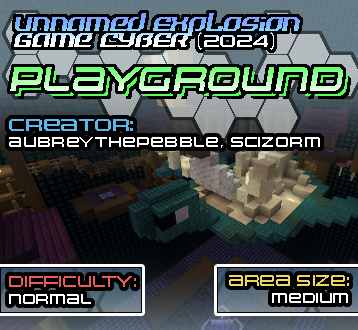 unnamed explosion
game cyber (2024)
playground
creator:
aubreythepebble, scizorm
difficulty:
normal
area size:
medium